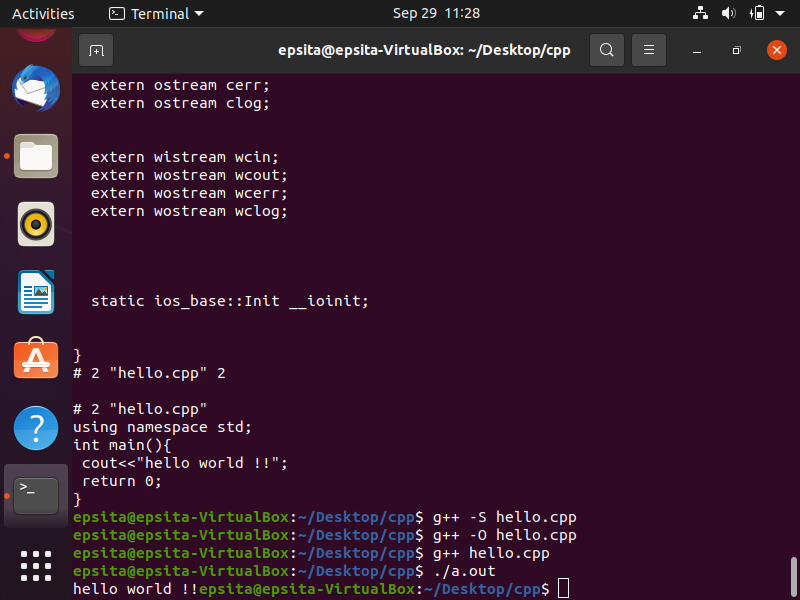 Activities Terminal Sep 29 11:28
epsita@epsita-VirtualBox: ~/Desktop/cpp
extern ostream cerr;
extern ostream clog;
extern wistream wcin;
extern wostream wcout;
extern wostream wcerr;
extern wostream wclog;
static ios_base::Init __ioinit;
}
# 2 "hello.cpp" 2
# 2 "hello.cpp"
using namespace std;
int main(){
cout<<"hello world !!";
return 0;
}
epsita@epsita-VirtualBox:~/Desktop/cpp$ g++ -S hello.cpp
epsita@epsita-VirtualBox:~/Desktop/cpp$ g++ -O hello.cpp
epsita@epsita-VirtualBox:~/Desktop/cpp$ g++ hello.cpp
epsita@epsita-VirtualBox:~/Desktop/cpp$ ./a.out
hello world !!epsita@epsita-VirtualBox:~/Desktop/cpp$